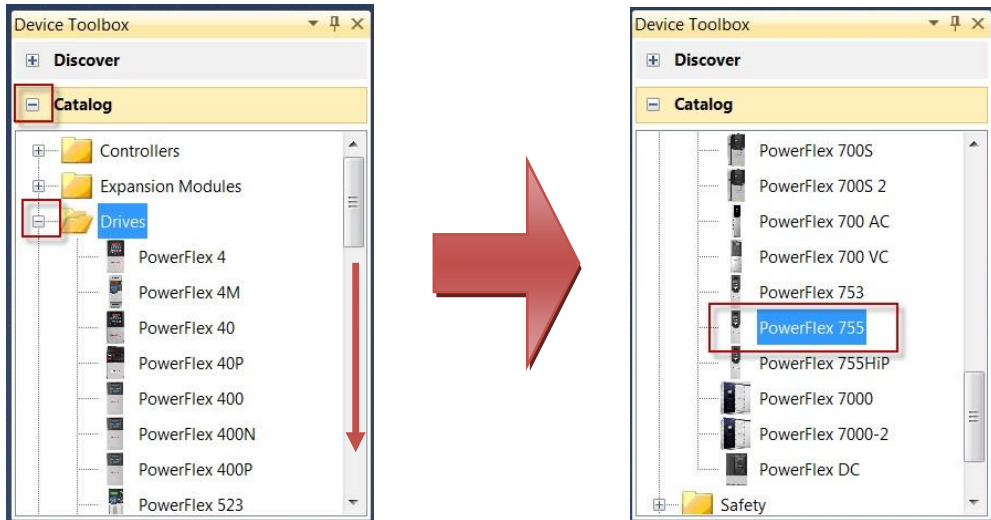 Device Toolbox
Discover
Catalog
Controllers
Expansion Modules
Drives
PowerFlex 4
PowerFlex 4M
PowerFlex 40
PowerFlex 40P
PowerFlex 400
PowerFlex 400N
PowerFlex 400P
PowerFlex 523
Device Toolbox
Discover
Catalog
PowerFlex 700S
PowerFlex 700S 2
PowerFlex 700 AC
PowerFlex 700 VC
PowerFlex 753
PowerFlex 755
PowerFlex 755HiP
PowerFlex 7000
PowerFlex 7000-2
PowerFlex DC
Safety